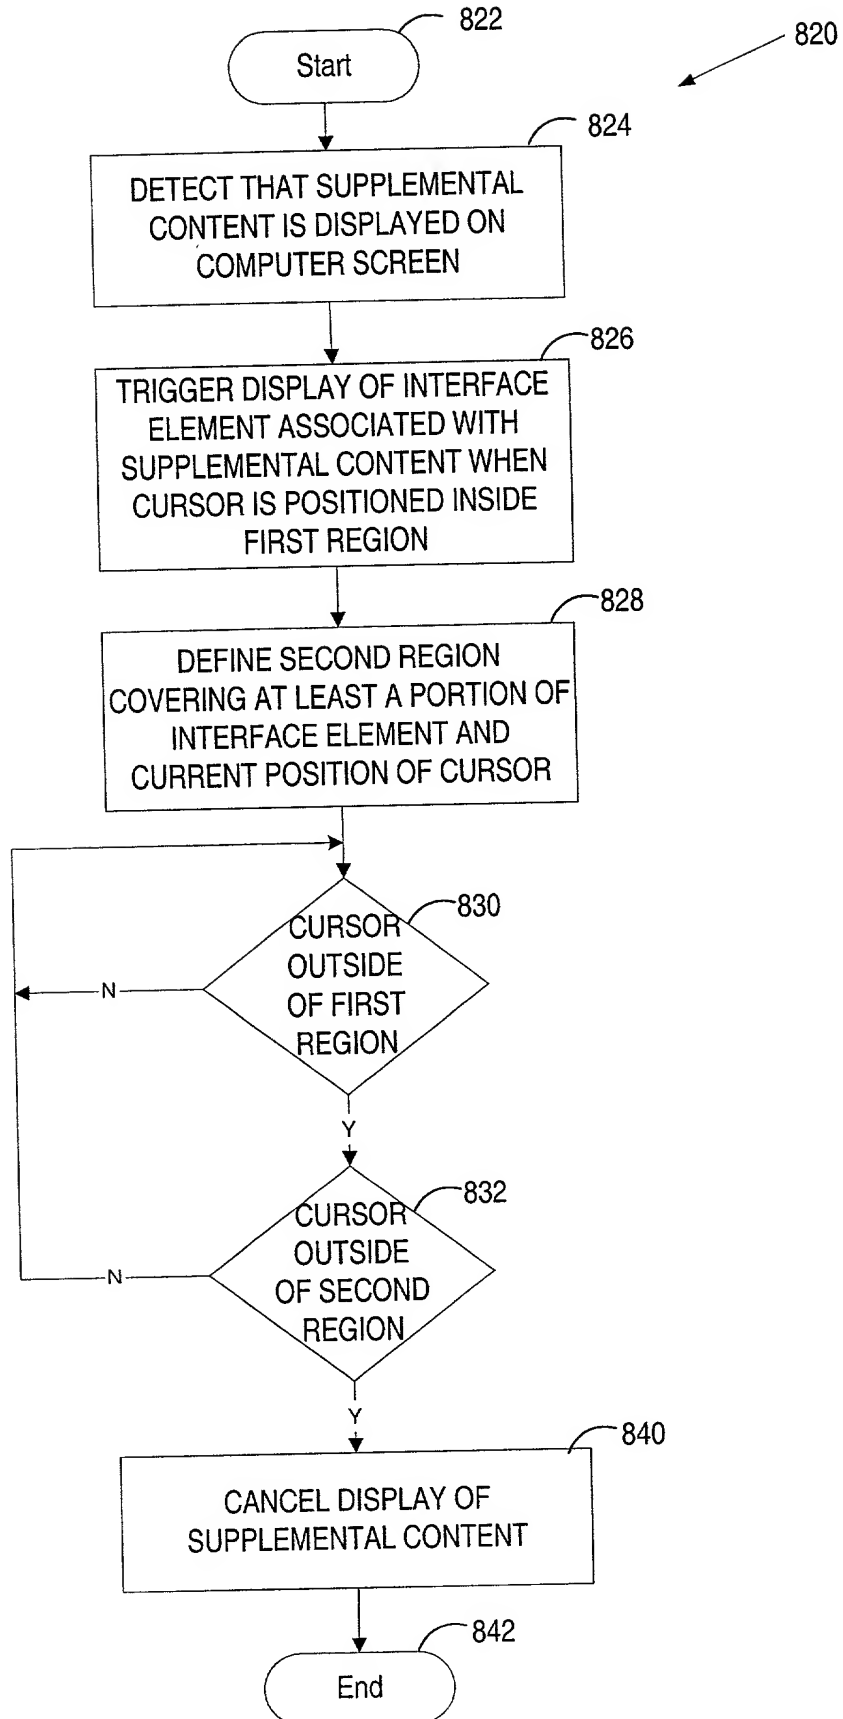 822
820
Start
824
DETECT THAT SUPPLEMENTAL
CONTENT IS DISPLAYED ON
COMPUTER SCREEN
826
TRIGGER DISPLAY OF INTERFACE
ELEMENT ASSOCIATED WITH
SUPPLEMENTAL CONTENT WHEN
CURSOR IS POSITIONED INSIDE
FIRST REGION
828
DEFINE SECOND REGION
COVERING AT LEAST A PORTION OF
INTERFACE ELEMENT AND
CURRENT POSITION OF CURSOR
830
CURSOR
OUTSIDE
OF FIRST
REGION
N
Y
832
CURSOR
OUTSIDE
OF SECOND
REGION
N
Y
840
CANCEL DISPLAY OF
SUPPLEMENTAL CONTENT
842
End